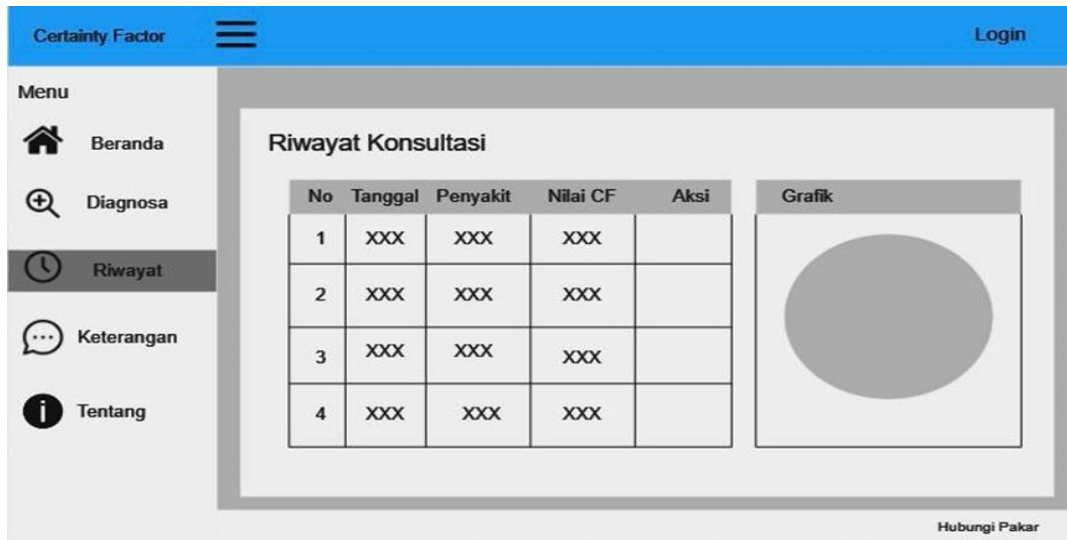 Certainty Factor
Login
Menu
Beranda
Diagnosa
Riwayat
Keterangan
Tentang
Riwayat Konsultasi
No Tanggal Penyakit Nilai CF Aksi
1 XXX XXX XXX
2 XXX XXX XXX
3 XXX XXX XXX
4 XXX XXX XXX
Grafik
Hubungi Pakar